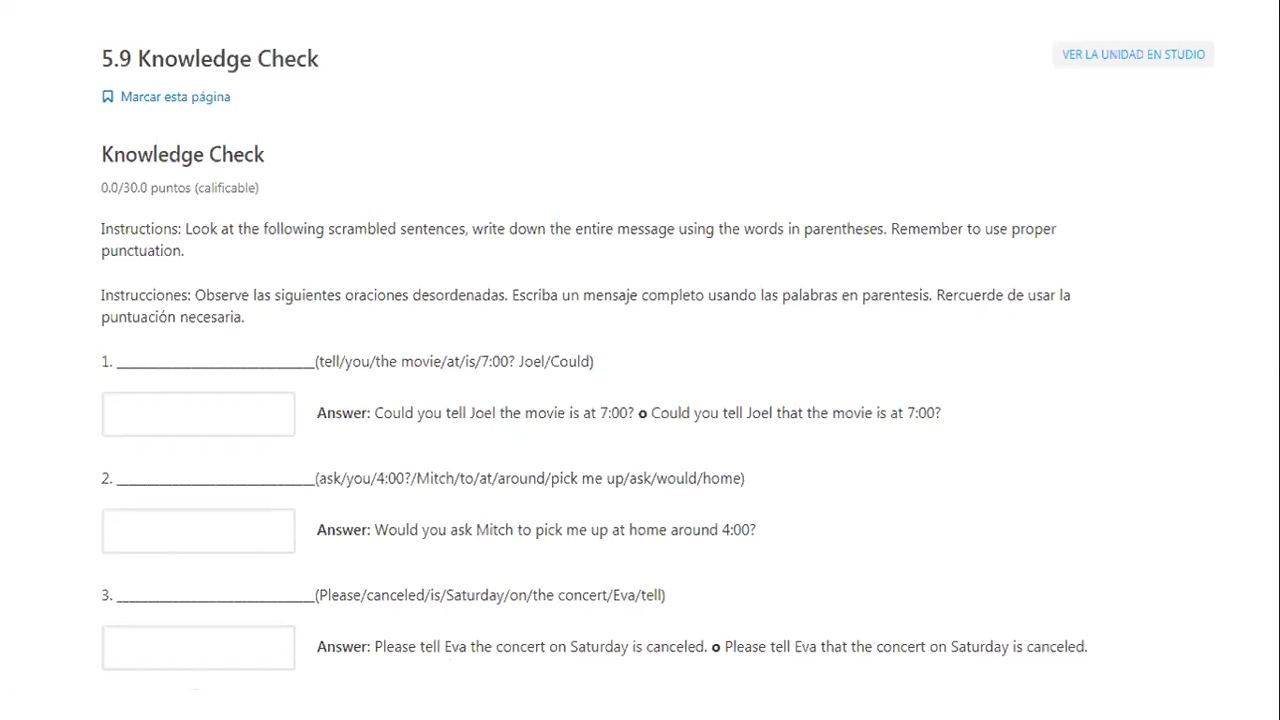 5.9 Knowledge Check
VER LA UNIDAD EN STUDIO
Marcar esta página
Knowledge Check
0.0/30.0 puntos (calificable)
Instructions: Look at the following scrambled sentences, write down the entire message using the words in parentheses. Remember to use proper
punctuation.
Instrucciones: Observe las siguientes oraciones desordenadas. Escriba un mensaje completo usando las palabras en parentesis. Rercuerde de usar la
puntuación necesaria.
1. __________________________(tell/you/the movie/at/is/7:00? Joel/Could)
Answer: Could you tell Joel the movie is at 7:00? o Could you tell Joel that the movie is at 7:00?
2. __________________________(ask/you/4:00?/Mitch/to/at/around/pick me up/ask/would/home)
Answer: Would you ask Mitch to pick me up at home around 4:00?
3. __________________________(Please/canceled/is/Saturday/on/the concert/Eva/tell)
Answer: Please tell Eva the concert on Saturday is canceled. o Please tell Eva that the concert on Saturday is canceled.